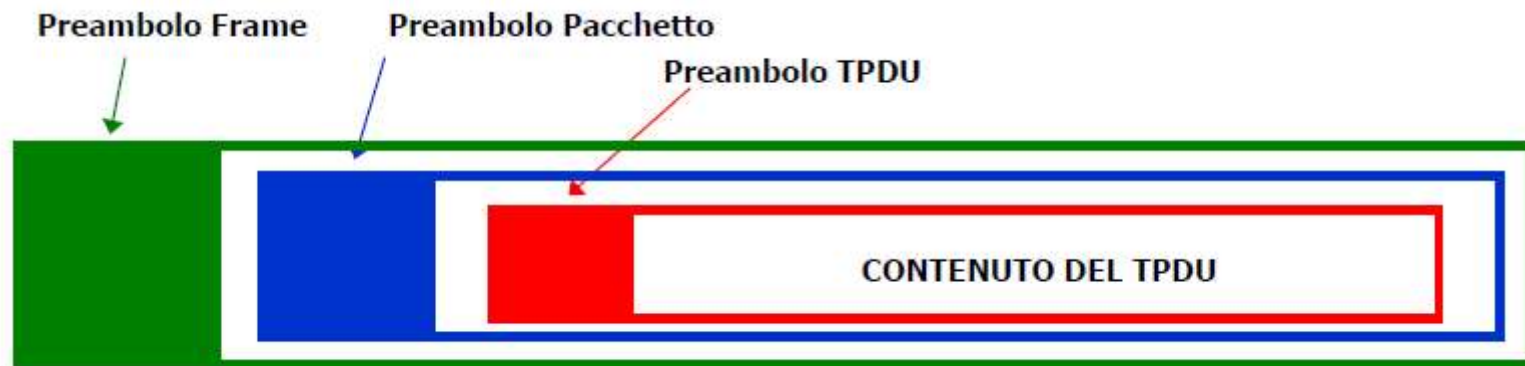 Preambolo Frame
Preambolo Pacchetto
Preambolo TPDU
CONTENUTO DEL TPDU